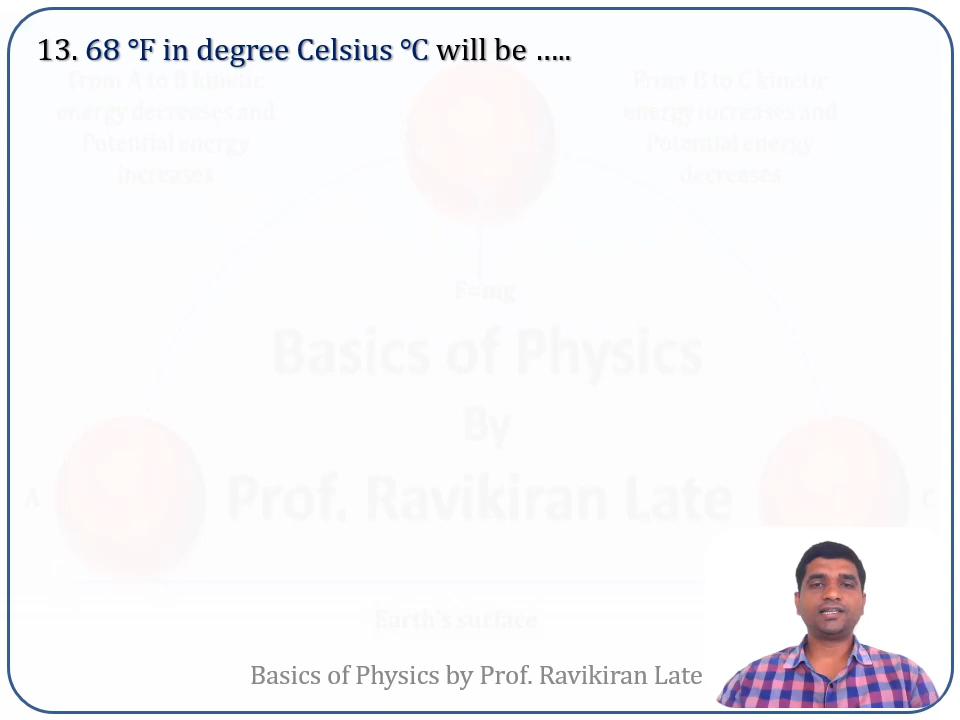 13. 68 °F in degree Celsius °C will be .....
From A to B kinetic
energy decreases and
Potential energy
increases
From B to C kinetic
energy increases and
Potential energy
decreases
F=mg
Basics of Physics
By
Prof. Ravikiran Late
A
C
Earth's surface
Basics of Physics by Prof. Ravikiran Late